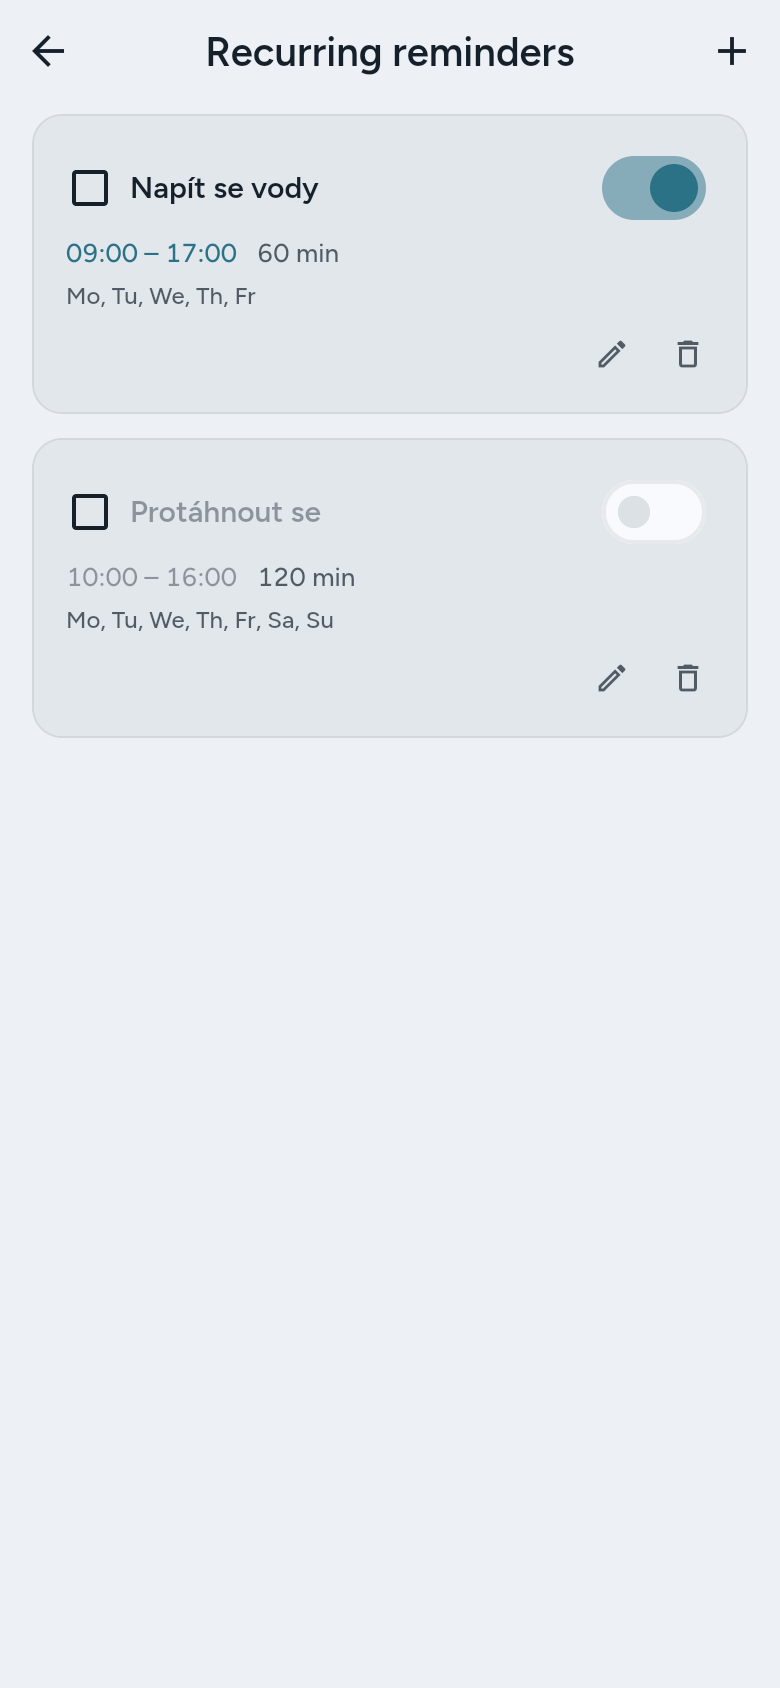 Recurring reminders
Napít se vody
09:00 – 17:00 60 min
Mo, Tu, We, Th, Fr
Protáhnout se
10:00 – 16:00 120 min
Mo, Tu, We, Th, Fr, Sa, Su